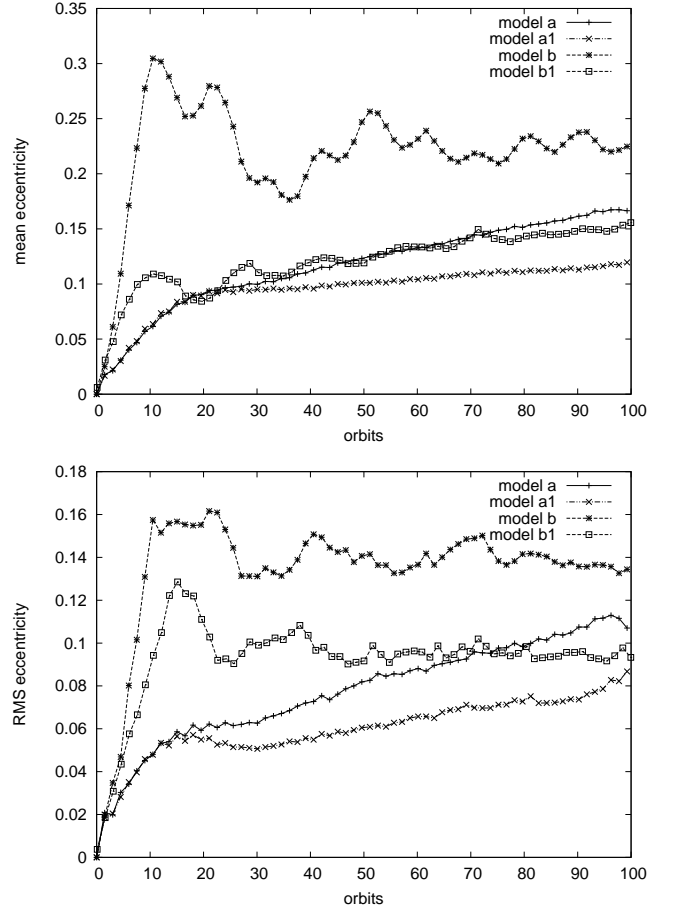 mean eccentricity
0.35
0.3
0.25
0.2
0.15
0.1
0.05
0
model a
model a1
model b
model b1
0 10 20 30 40 50 60 70 80 90 100
orbits
RMS eccentricity
0.18
0.16
0.14
0.12
0.1
0.08
0.06
0.04
0.02
0
model a
model a1
model b
model b1
0 10 20 30 40 50 60 70 80 90 100
orbits